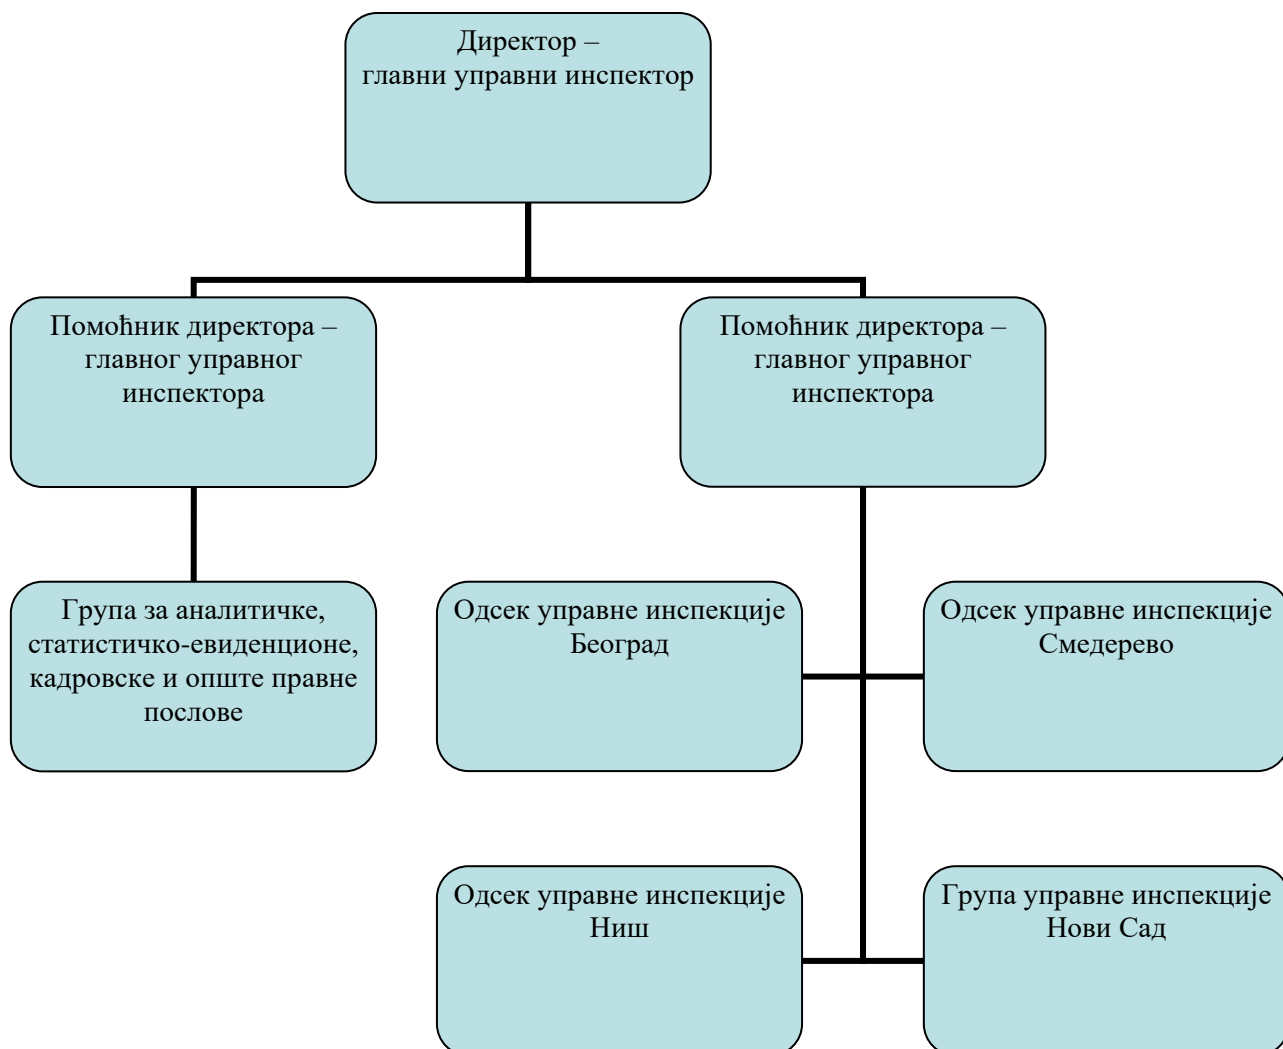 Директор –
главни управни инспектор
Помоћник директора –
главног управног
инспектора
Помоћник директора –
главног управног
инспектора
Група за аналитичке,
статистичко-евиденционе,
кадровске и опште правне
послове
Одсек управне инспекције
Београд
Одсек управне инспекције
Смедерево
Одсек управне инспекције
Ниш
Група управне инспекције
Нови Сад